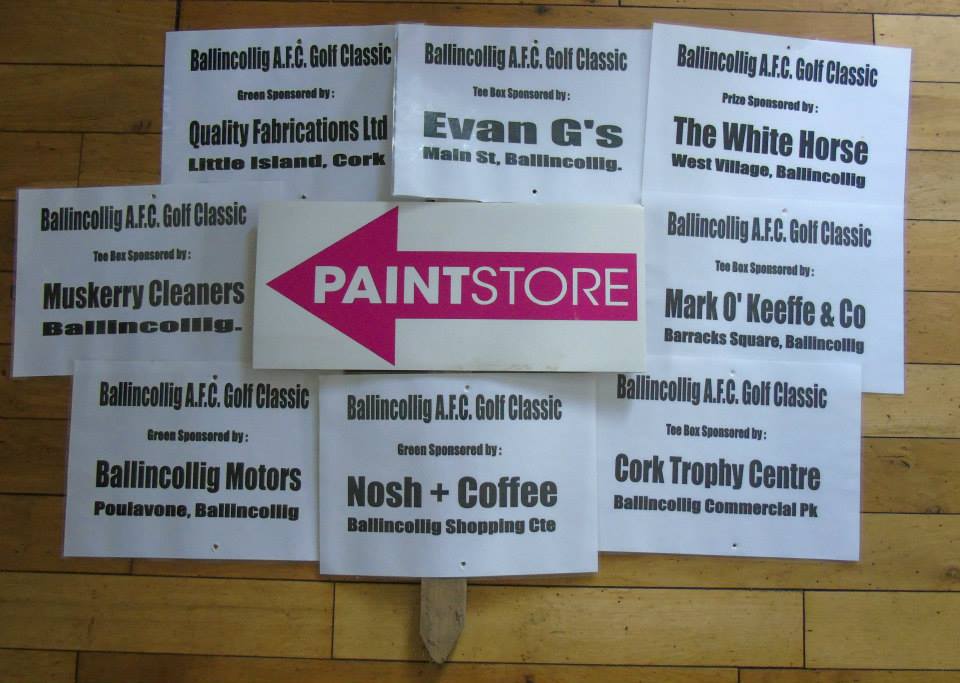 Ballincollig A.F.C. Golf Classic
Green Sponsored by :
Quality Fabrications Ltd
Little Island, Cork
Ballincollig A.F.C. Golf Classic
Tee Box Sponsored by :
Evan G's
Main St, Ballincollig.
Ballincollig A.F.C. Golf Classic
Prize Sponsored by :
The White Horse
West Village, Ballincollig
Ballincollig A.F.C. Golf Classic
Tee Box Sponsored by :
Muskerry Cleaners
Ballincollig.
PAINTSTORE
Ballincollig A.F.C. Golf Classic
Tee Box Sponsored by :
Mark O' Keeffe & Co
Barracks Square, Ballincollig
Ballincollig A.F.C. Golf Classic
Green Sponsored by :
Ballincollig Motors
Poulavone, Ballincollig
Ballincollig A.F.C. Golf Classic
Green Sponsored by :
Nosh + Coffee
Ballincollig Shopping Cte
Ballincollig A.F.C. Golf Classic
Tee Box Sponsored by :
Cork Trophy Centre
Ballincollig Commercial Pk